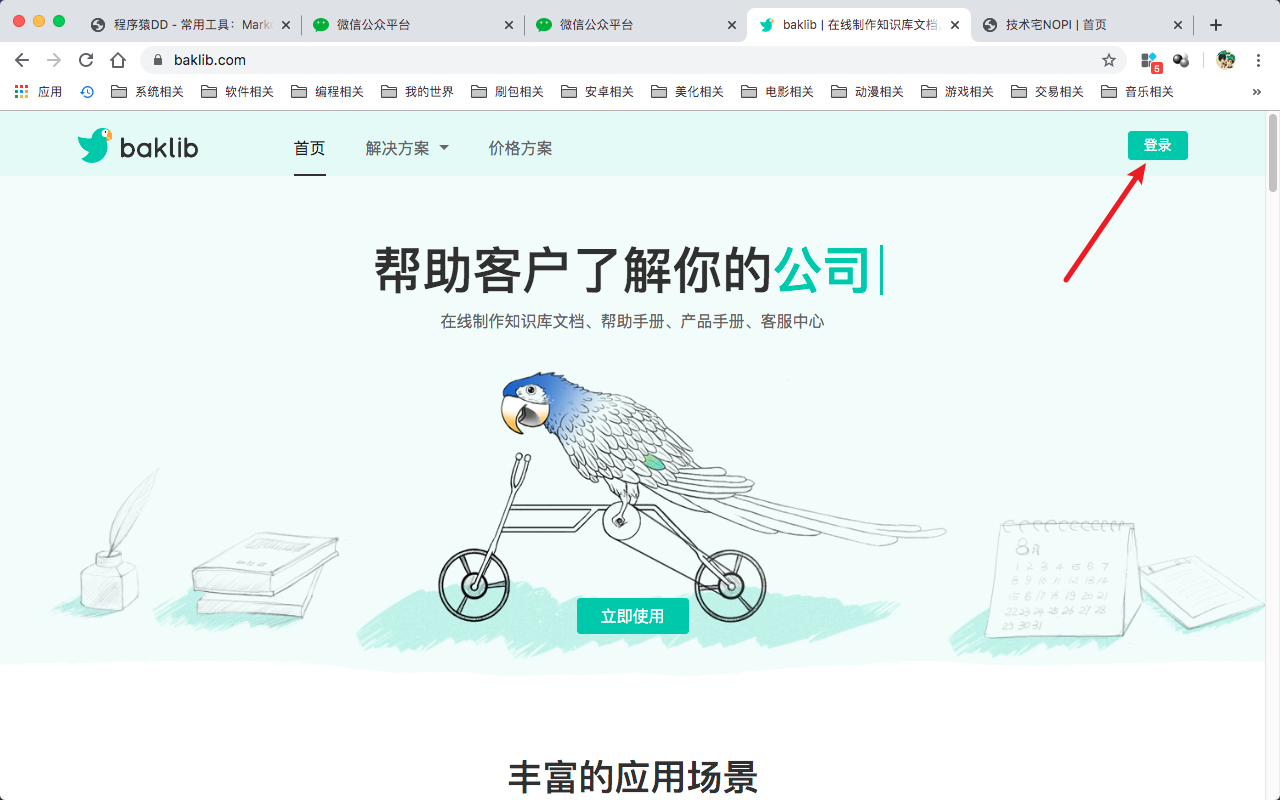 程序猿DD - 常用工具：Mark
微信公众平台
微信公众平台
baklib | 在线制作知识库文档
技术宅NOPI | 首页
baklib.com
5
应用
系统相关
软件相关
编程相关
我的世界
刷包相关
安卓相关
美化相关
电影相关
动漫相关
游戏相关
交易相关
音乐相关
»
baklib
首页
解决方案
价格方案
登录
帮助客户了解你的公司
在线制作知识库文档、帮助手册、产品手册、客服中心
8月
1 2 3 4 5 6 7
8 9 10 11 12 13 14
15 16 17 18 19 20 21
22 23 24 25 26 27 28
29 30 31
立即使用
丰富的应用场景